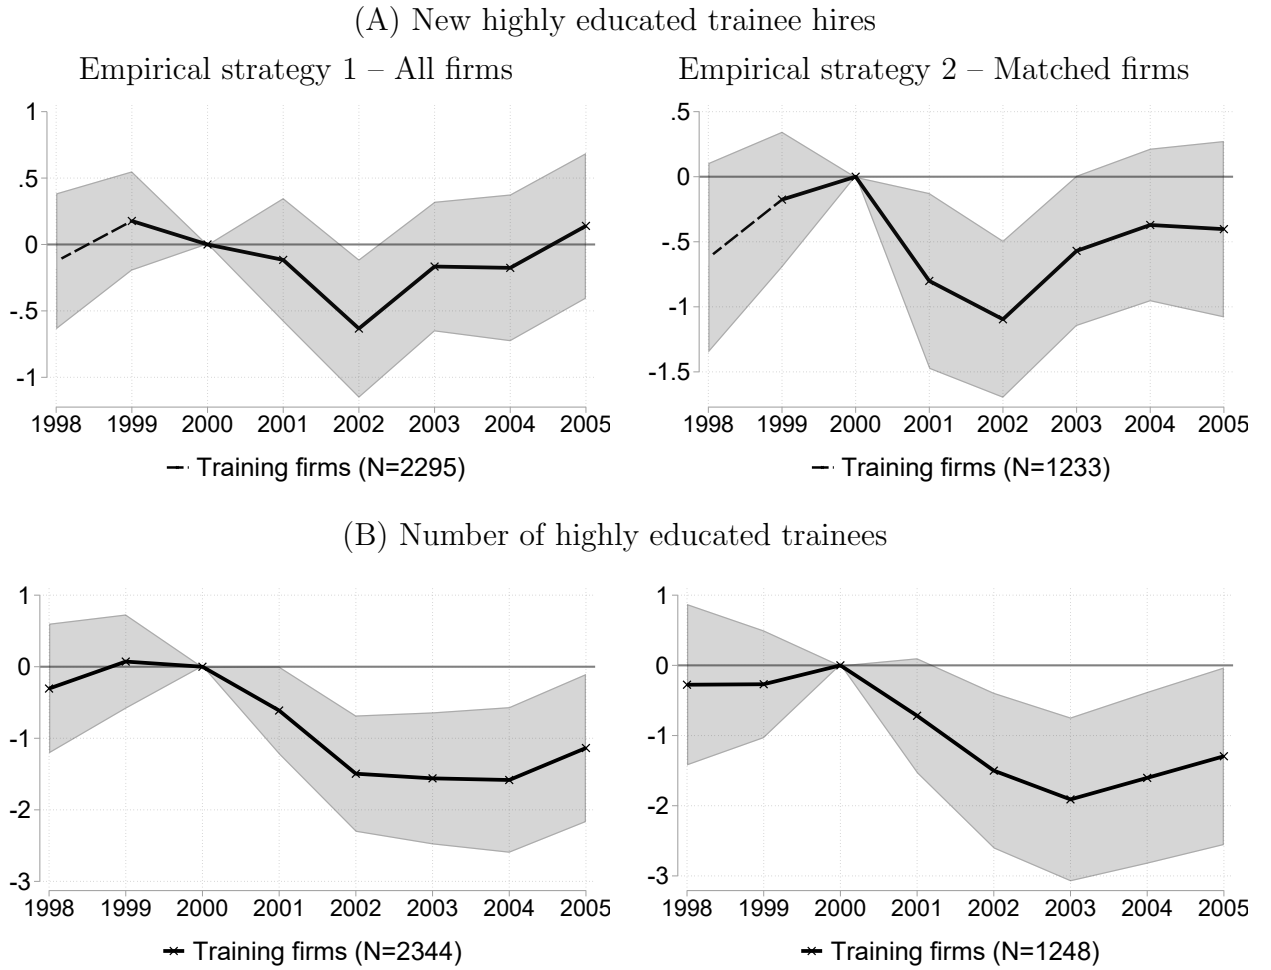 (A) New highly educated trainee hires
Empirical strategy 1 – All firms
1
.5
0
-.5
-1
1998 1999 2000 2001 2002 2003 2004 2005
Training firms (N=2295)
Empirical strategy 2 – Matched firms
.5
0
-.5
-1
-1.5
1998 1999 2000 2001 2002 2003 2004 2005
Training firms (N=1233)
(B) Number of highly educated trainees
1
0
-1
-2
-3
1998 1999 2000 2001 2002 2003 2004 2005
Training firms (N=2344)
1
0
-1
-2
-3
1998 1999 2000 2001 2002 2003 2004 2005
Training firms (N=1248)